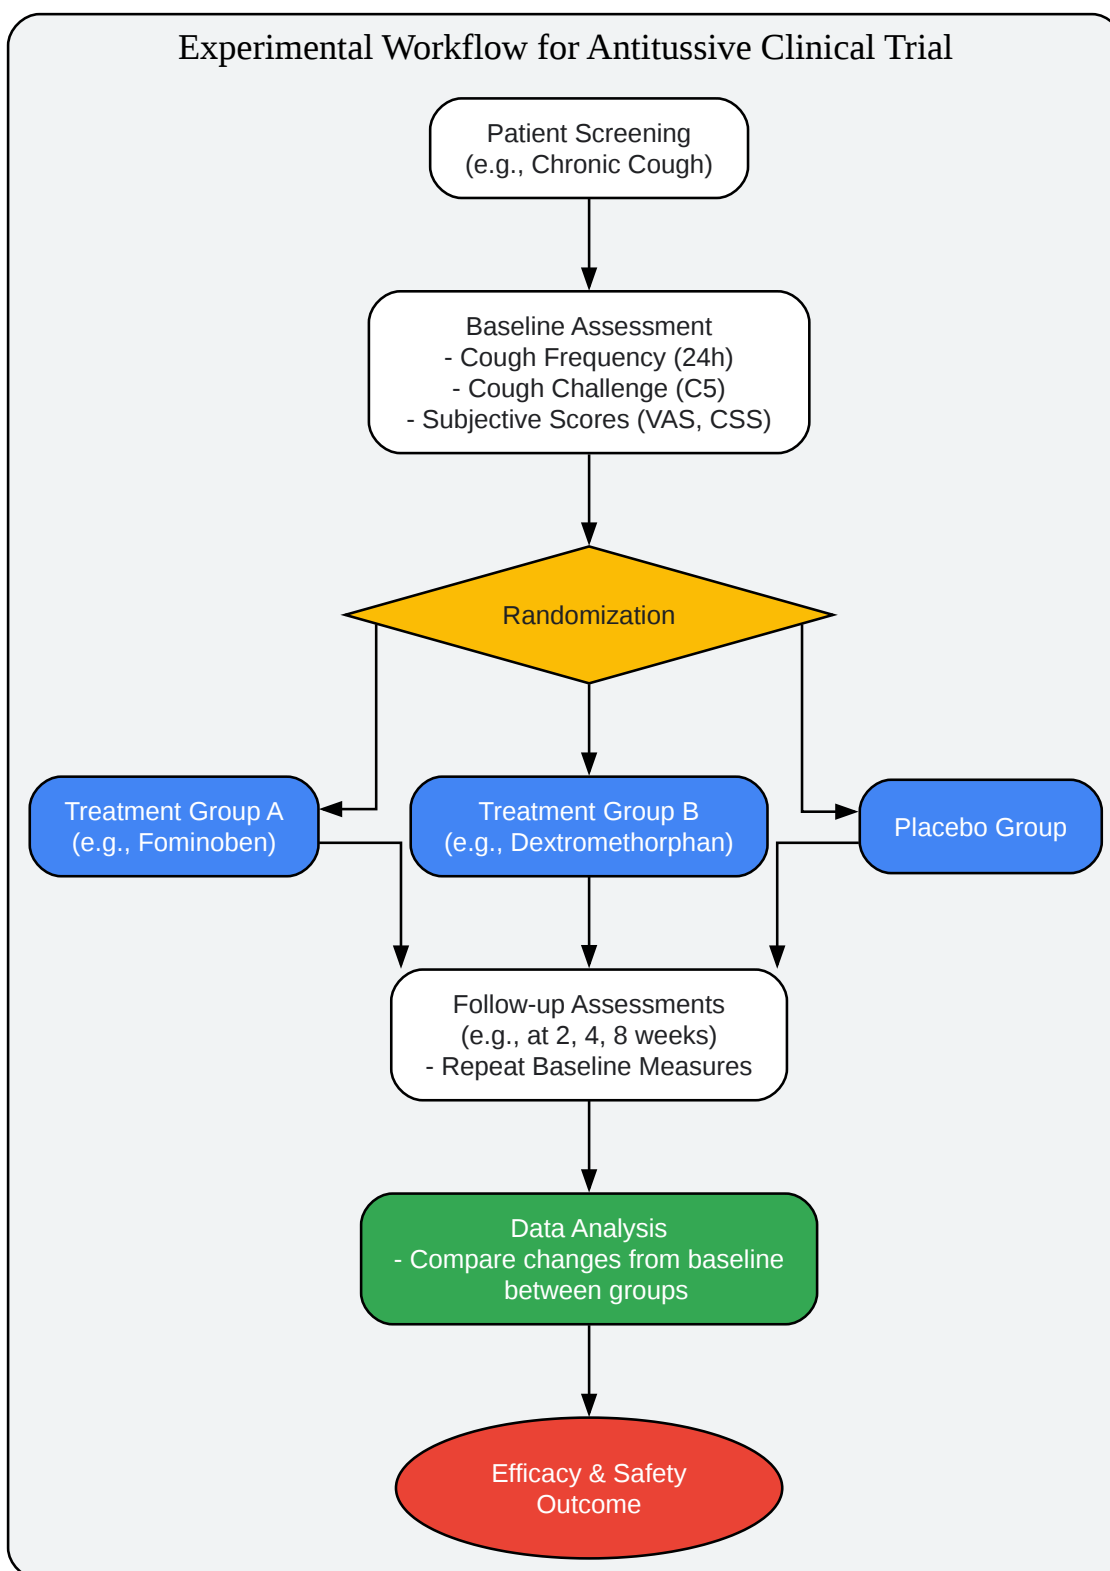 Experimental Workflow for Antitussive Clinical Trial
Patient Screening
(e.g., Chronic Cough)
Baseline Assessment
- Cough Frequency (24h)
- Cough Challenge (C5)
- Subjective Scores (VAS, CSS)
Randomization
Treatment Group A
(e.g., Fominoben)
Treatment Group B
(e.g., Dextromethorphan)
Placebo Group
Follow-up Assessments
(e.g., at 2, 4, 8 weeks)
- Repeat Baseline Measures
Data Analysis
- Compare changes from baseline
between groups
Efficacy & Safety
Outcome